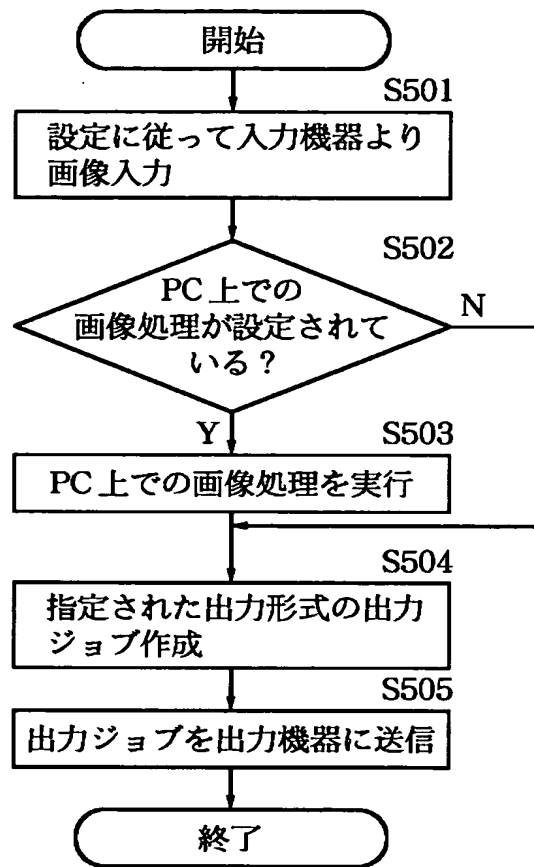 開始
S501
設定に従って入力機器より
画像入力
S502
PC上での
画像処理が設定されて
いる？
N
Y
S503
PC上での画像処理を実行
S504
指定された出力形式の出力
ジョブ作成
S505
出力ジョブを出力機器に送信
終了